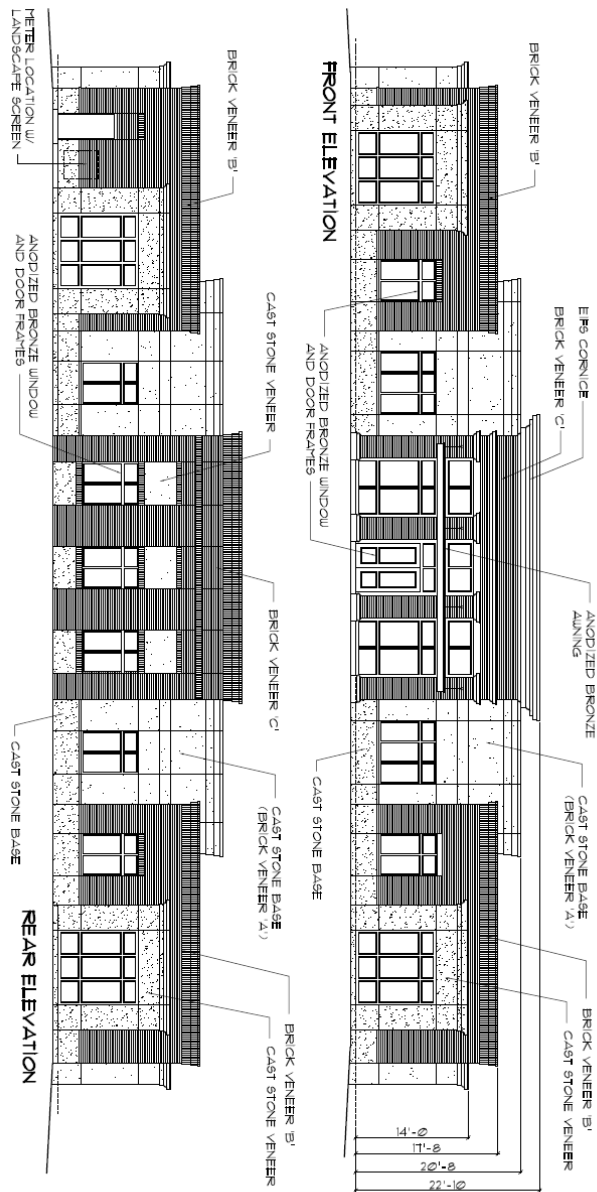 BRICK VENEER 'B'
EIFS CORNICE
BRICK VENEER 'C'
ANODIZED BRONZE
AWNING
CAST STONE BASE
(BRICK VENEER 'A')
BRICK VENEER 'B'
CAST STONE VENEER
14'-0
17'-8
20'-8
22'-10
FRONT ELEVATION
ANODIZED BRONZE WINDOW
AND DOOR FRAMES
CAST STONE BASE
BRICK VENEER 'B'
CAST STONE VENEER
BRICK VENEER 'C'
CAST STONE BASE
(BRICK VENEER 'A')
BRICK VENEER 'B'
CAST STONE VENEER
METER LOCATION W/
LANDSCAPE SCREEN
ANODIZED BRONZE WINDOW
AND DOOR FRAMES
CAST STONE BASE
REAR ELEVATION